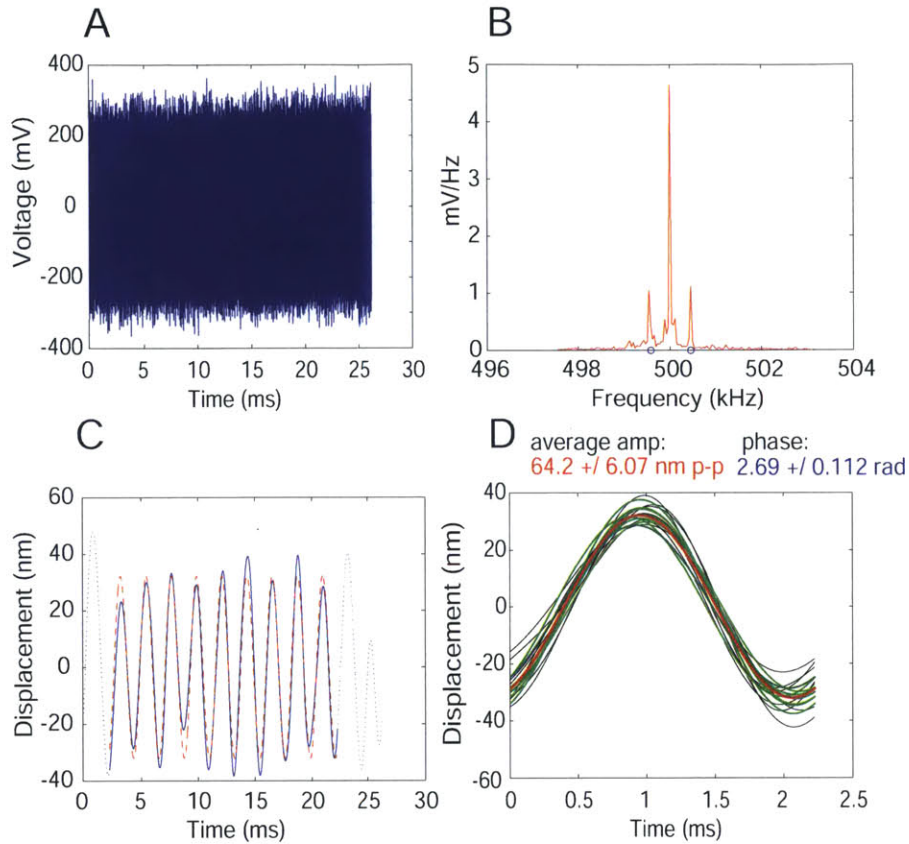 A
400
200
0
-200
-400
Voltage (mV)
0 5 10 15 20 25 30
Time (ms)
B
5
4
3
2
1
0
mV/Hz
496 498 500 502 504
Frequency (kHz)
C
60
40
20
0
-20
-40
Displacement (nm)
0 5 10 15 20 25 30
Time (ms)
D
average amp: phase:
64.2 +/ 6.07 nm p-p 2.69 +/ 0.112 rad
40
20
0
-20
-40
-60
Displacement (nm)
0 0.5 1 1.5 2 2.5
Time (ms)